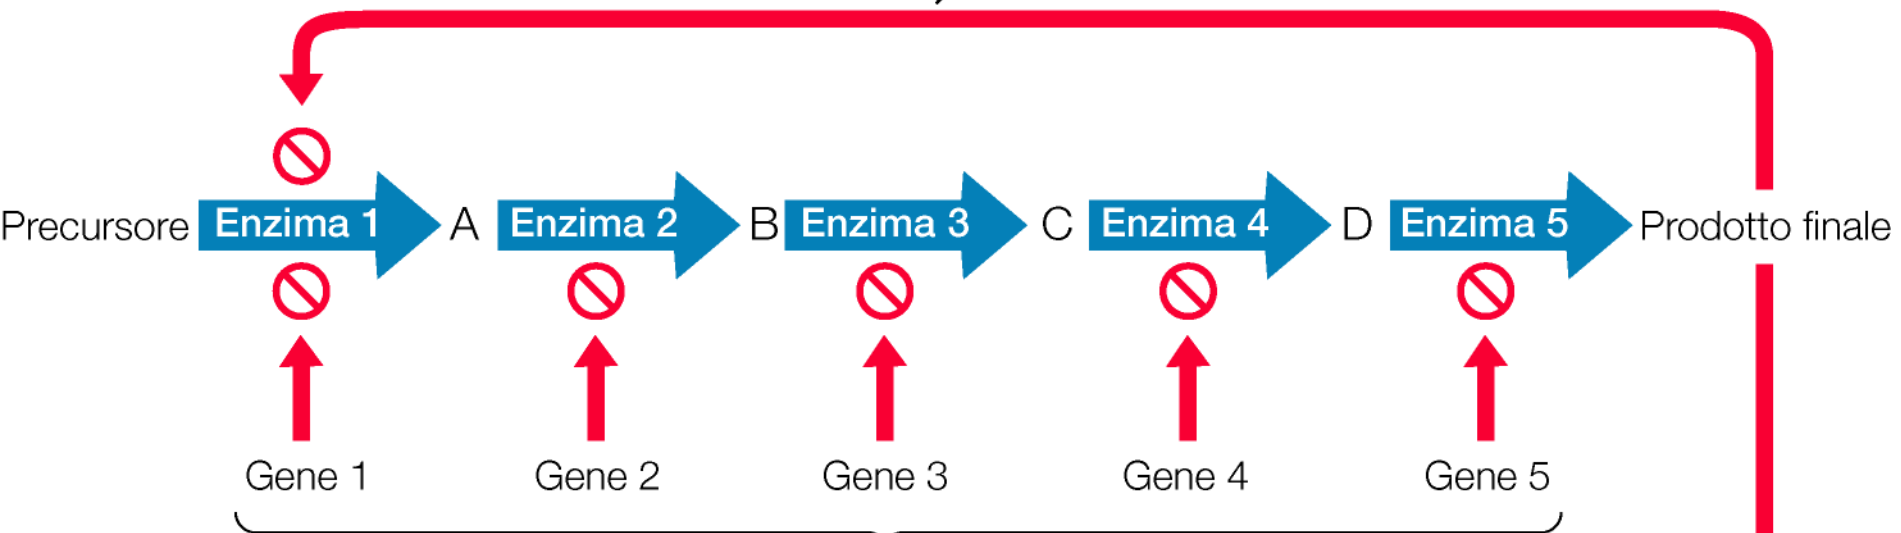 Precursore Enzima 1 A Enzima 2 B Enzima 3 C Enzima 4 D Enzima 5 Prodotto finale
Gene 1 Gene 2 Gene 3 Gene 4 Gene 5